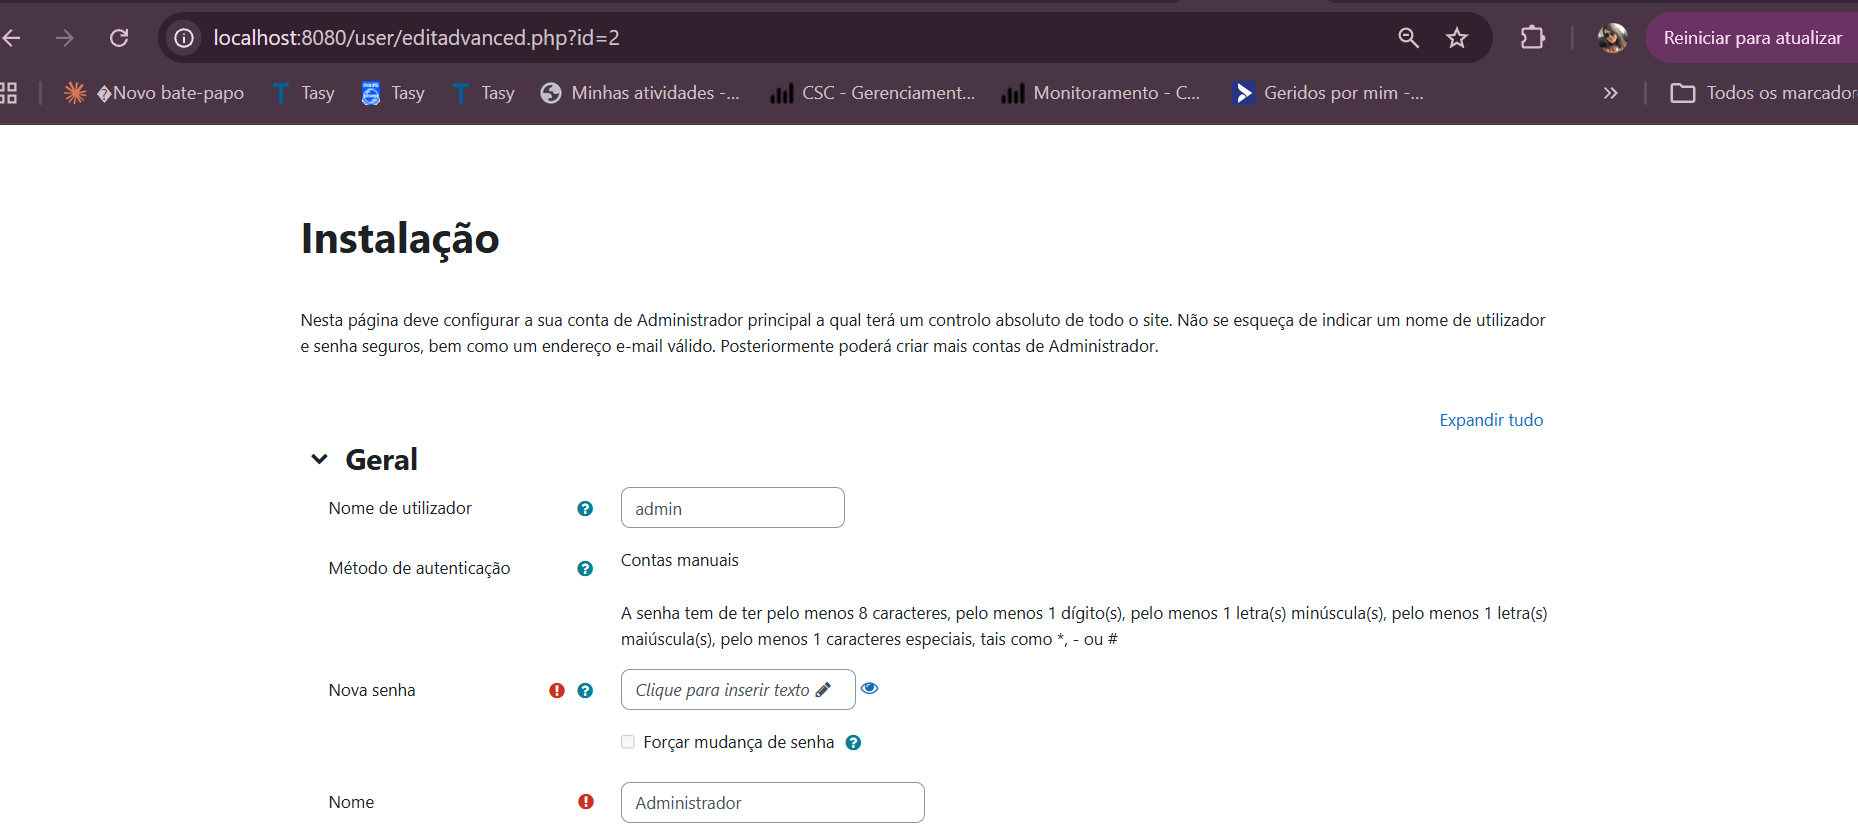 localhost:8080/user/editadvanced.php?id=2
Reiniciar para atualizar
�Novo bate-papo
Tasy
Tasy
Tasy
Minhas atividades -...
CSC - Gerenciament...
Monitoramento - C...
Geridos por mim -...
»
Todos os marcador
Instalação
Nesta página deve configurar a sua conta de Administrador principal a qual terá um controlo absoluto de todo o site. Não se esqueça de indicar um nome de utilizador
e senha seguros, bem como um endereço e-mail válido. Posteriormente poderá criar mais contas de Administrador.
Expandir tudo
Geral
Nome de utilizador
admin
Método de autenticação
Contas manuais
A senha tem de ter pelo menos 8 caracteres, pelo menos 1 dígito(s), pelo menos 1 letra(s) minúscula(s), pelo menos 1 letra(s)
maiúscula(s), pelo menos 1 caracteres especiais, tais como *, - ou #
Nova senha
Clique para inserir texto
Forçar mudança de senha
Nome
Administrador